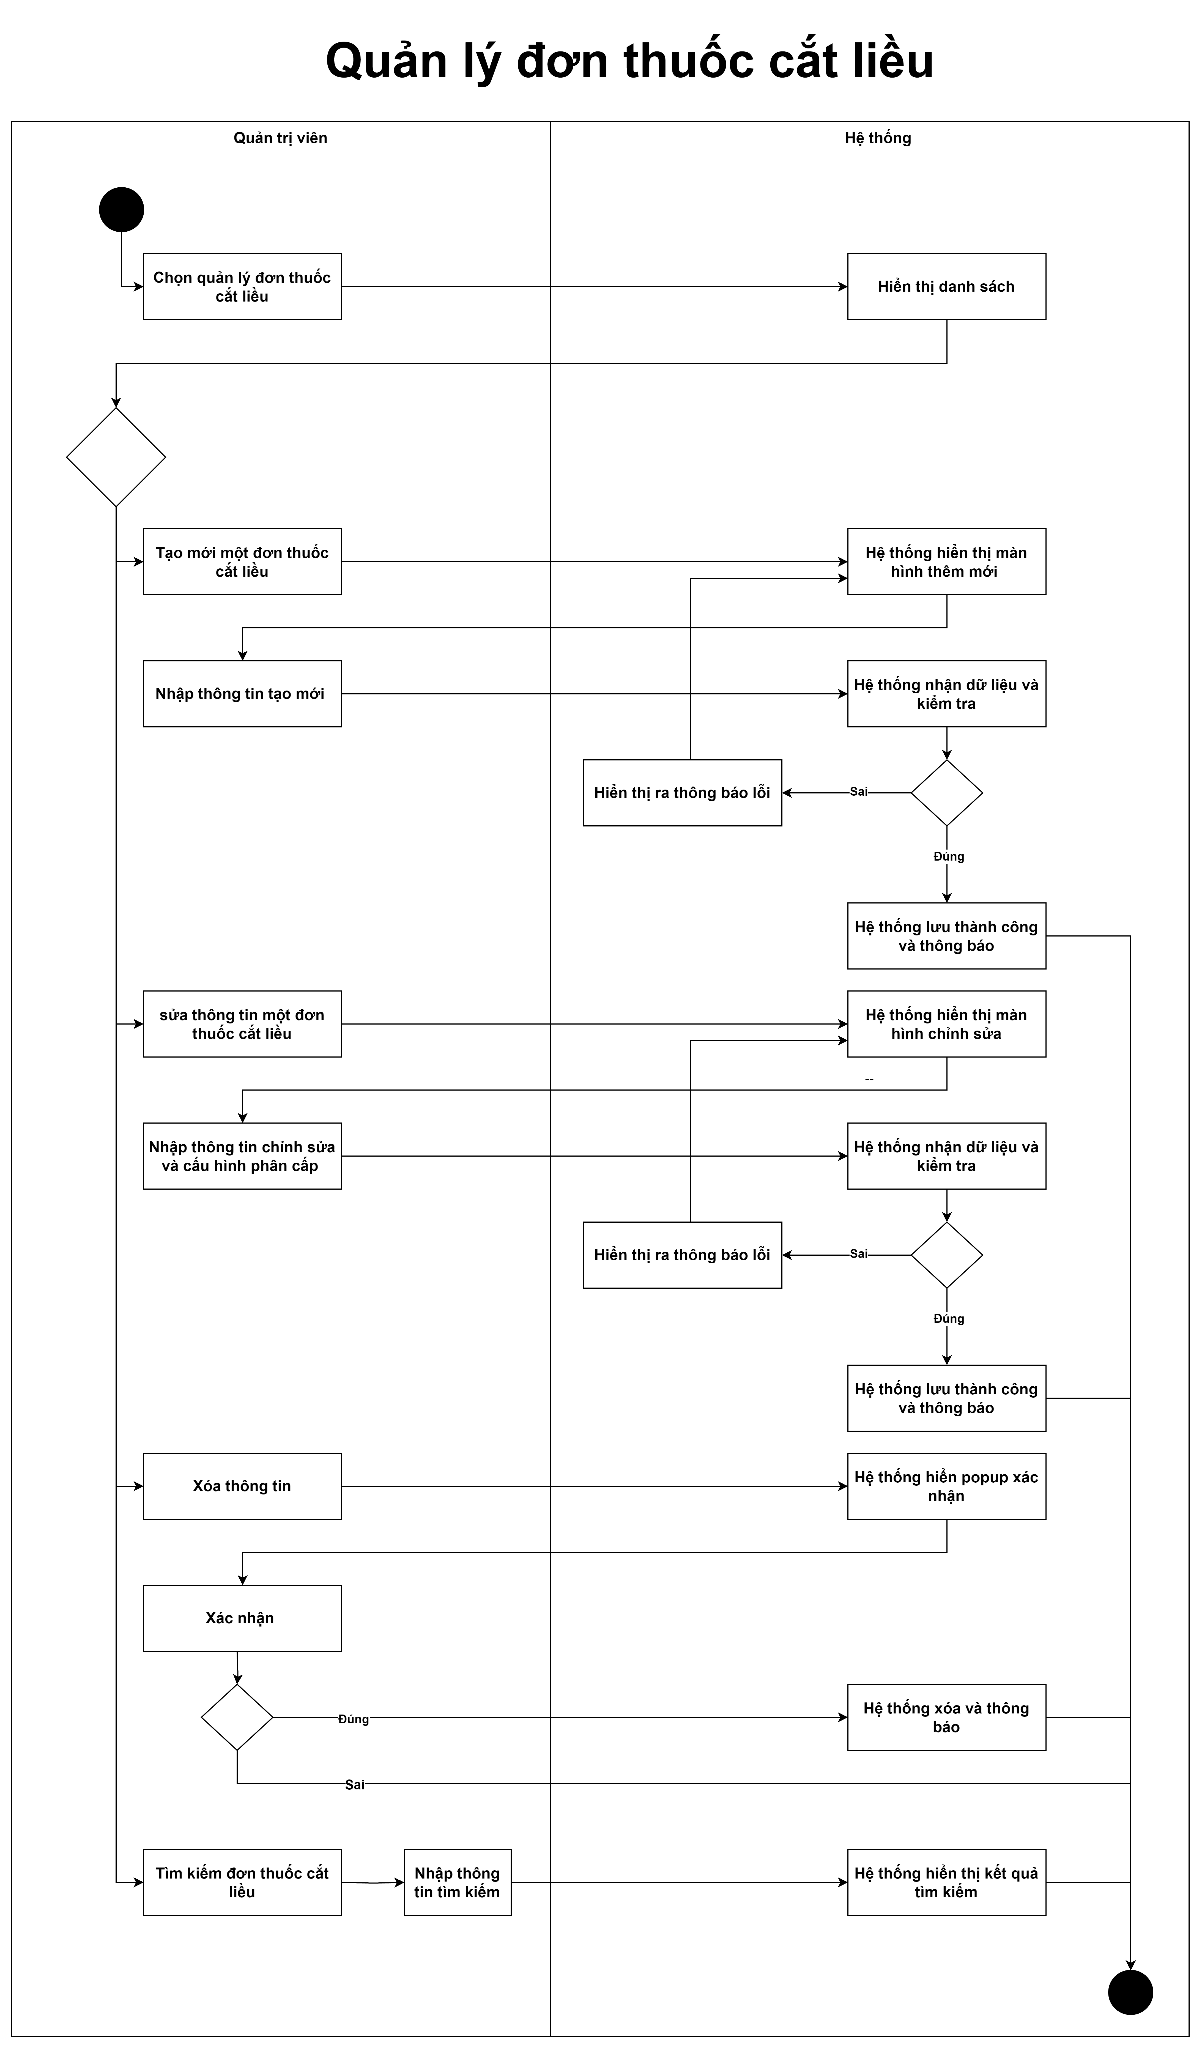 Quản lý đơn thuốc cắt liều
Quản trị viên
Hệ thống
Chọn quản lý đơn thuốc
cắt liều
Hiển thị danh sách
Tạo mới một đơn thuốc
cắt liều
Hệ thống hiển thị màn
hình thêm mới
Nhập thông tin tạo mới
Hệ thống nhận dữ liệu và
kiểm tra
Hiển thị ra thông báo lỗi
Sai
Đúng
Hệ thống lưu thành công
và thông báo
sửa thông tin một đơn
thuốc cắt liều
Hệ thống hiển thị màn
hình chỉnh sửa
--
Nhập thông tin chỉnh sửa
và cấu hình phân cấp
Hệ thống nhận dữ liệu và
kiểm tra
Hiển thị ra thông báo lỗi
Sai
Đúng
Hệ thống lưu thành công
và thông báo
Xóa thông tin
Hệ thống hiển popup xác
nhận
Xác nhận
Đúng
Hệ thống xóa và thông
báo
Sai
Tìm kiếm đơn thuốc cắt
liều
Nhập thông
tin tìm kiếm
Hệ thống hiển thị kết quả
tìm kiếm